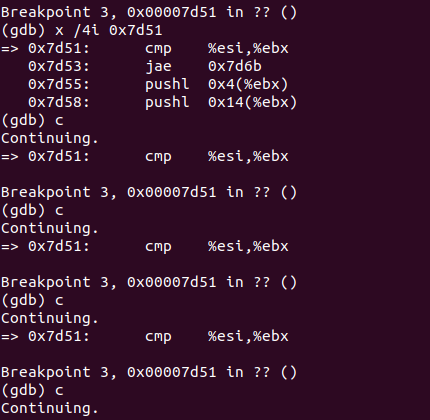 Breakpoint 3, 0x00007d51 in ?? ()
(gdb) x /4i 0x7d51
=> 0x7d51:      cmp    %esi,%ebx
   0x7d53:      jae    0x7d6b
   0x7d55:      pushl  0x4(%ebx)
   0x7d58:      pushl  0x14(%ebx)
(gdb) c
Continuing.
=> 0x7d51:      cmp    %esi,%ebx

Breakpoint 3, 0x00007d51 in ?? ()
(gdb) c
Continuing.
=> 0x7d51:      cmp    %esi,%ebx

Breakpoint 3, 0x00007d51 in ?? ()
(gdb) c
Continuing.
=> 0x7d51:      cmp    %esi,%ebx

Breakpoint 3, 0x00007d51 in ?? ()
(gdb) c
Continuing.